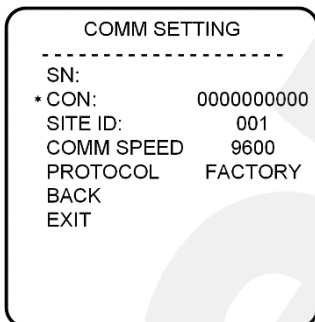 COMM SETTING
- - - - - - - - - - - - - - - - - - - - -
SN:
* CON: 0000000000
SITE ID: 001
COMM SPEED 9600
PROTOCOL FACTORY
BACK
EXIT